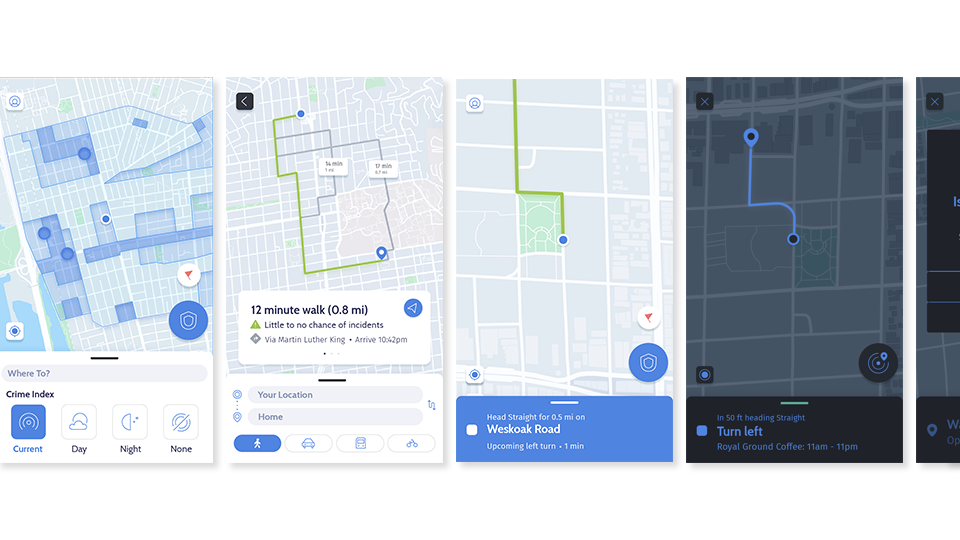 Where To?
Crime Index
Current
Day
Night
None
14 min
1 mi
17 min
0.7 mi
12 minute walk (0.8 mi)
Little to no chance of incidents
Via Martin Luther King • Arrive 10:42pm
Your Location
Home
Head Straight for 0.5 mi on
Weskoak Road
Upcoming left turn • 1 min
In 50 ft heading Straight
Turn left
Royal Ground Coffee: 11am - 11pm
Is
Wa
Op